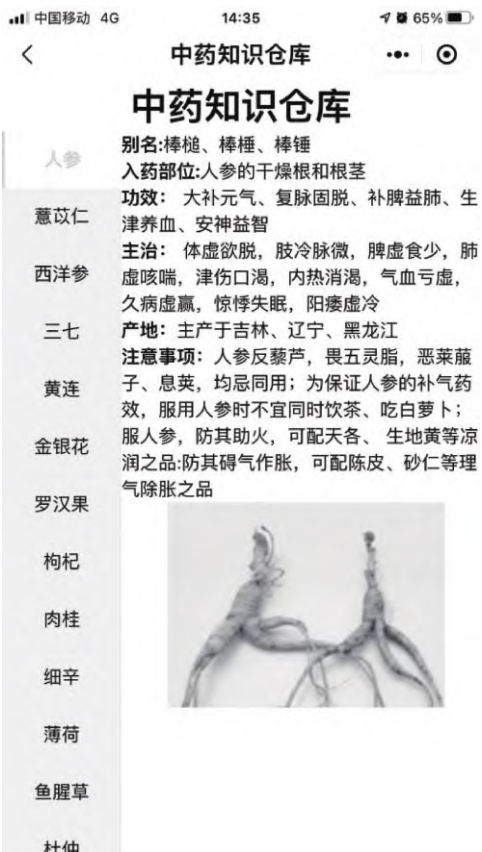 中国移动 4G 14:35 65%
中药知识仓库
中药知识仓库
人参
薏苡仁
西洋参
三七
黄连
金银花
罗汉果
枸杞
肉桂
细辛
薄荷
鱼腥草
杜仲
别名:棒槌、棒棰、棒锤
入药部位:人参的干燥根和根茎
功效： 大补元气、复脉固脱、补脾益肺、生
津养血、安神益智
主治： 体虚欲脱，肢冷脉微，脾虚食少，肺
虚咳喘，津伤口渴，内热消渴，气血亏虚，
久病虚赢，惊悸失眠，阳痿虚冷
产地：主产于吉林、辽宁、黑龙江
注意事项：人参反藜芦，畏五灵脂，恶莱菔
子、息荚，均忌同用；为保证人参的补气药
效，服用人参时不宜同时饮茶、吃白萝卜；
服人参，防其助火，可配天各、 生地黄等凉
润之品:防其碍气作胀，可配陈皮、砂仁等理
气除胀之品